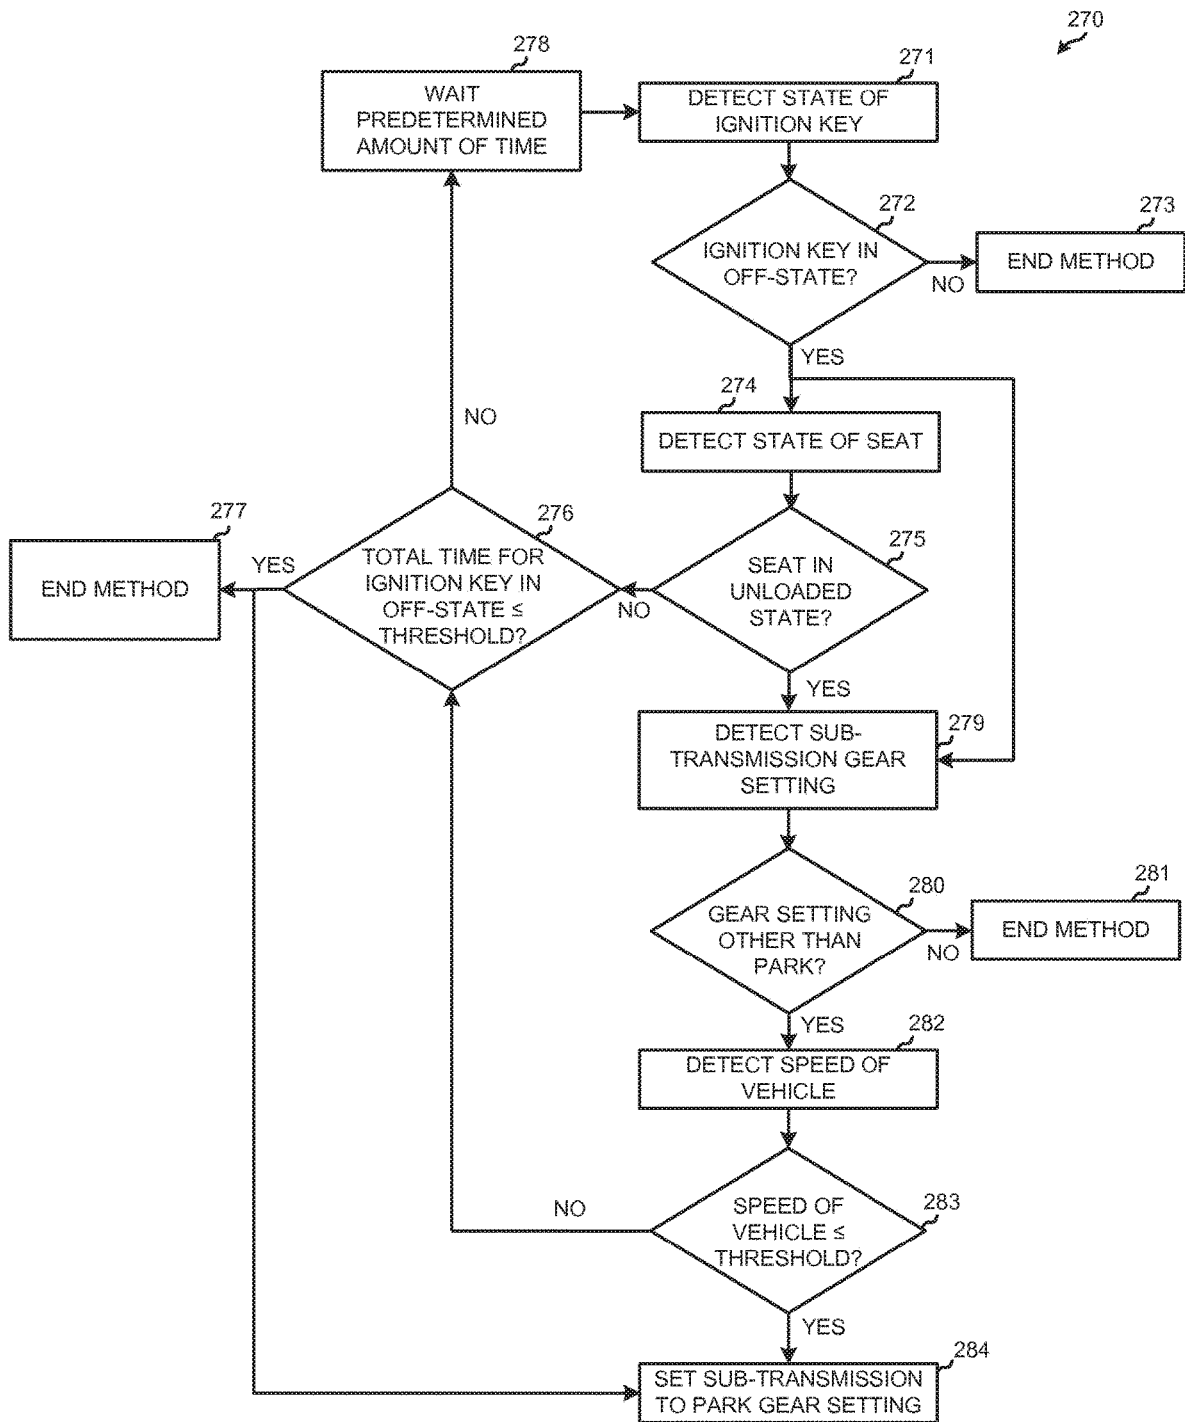 270
278
WAIT
PREDETERMINED
AMOUNT OF TIME
271
DETECT STATE OF
IGNITION KEY
272
IGNITION KEY IN
OFF-STATE?
NO
273
END METHOD
YES
274
DETECT STATE OF SEAT
NO
277
END METHOD
YES
276
TOTAL TIME FOR
IGNITION KEY IN
OFF-STATE ≤
THRESHOLD?
NO
275
SEAT IN
UNLOADED
STATE?
YES
279
DETECT SUB-
TRANSMISSION GEAR
SETTING
280
GEAR SETTING
OTHER THAN
PARK?
NO
281
END METHOD
YES
282
DETECT SPEED OF
VEHICLE
NO
283
SPEED OF
VEHICLE ≤
THRESHOLD?
YES
284
SET SUB-TRANSMISSION
TO PARK GEAR SETTING